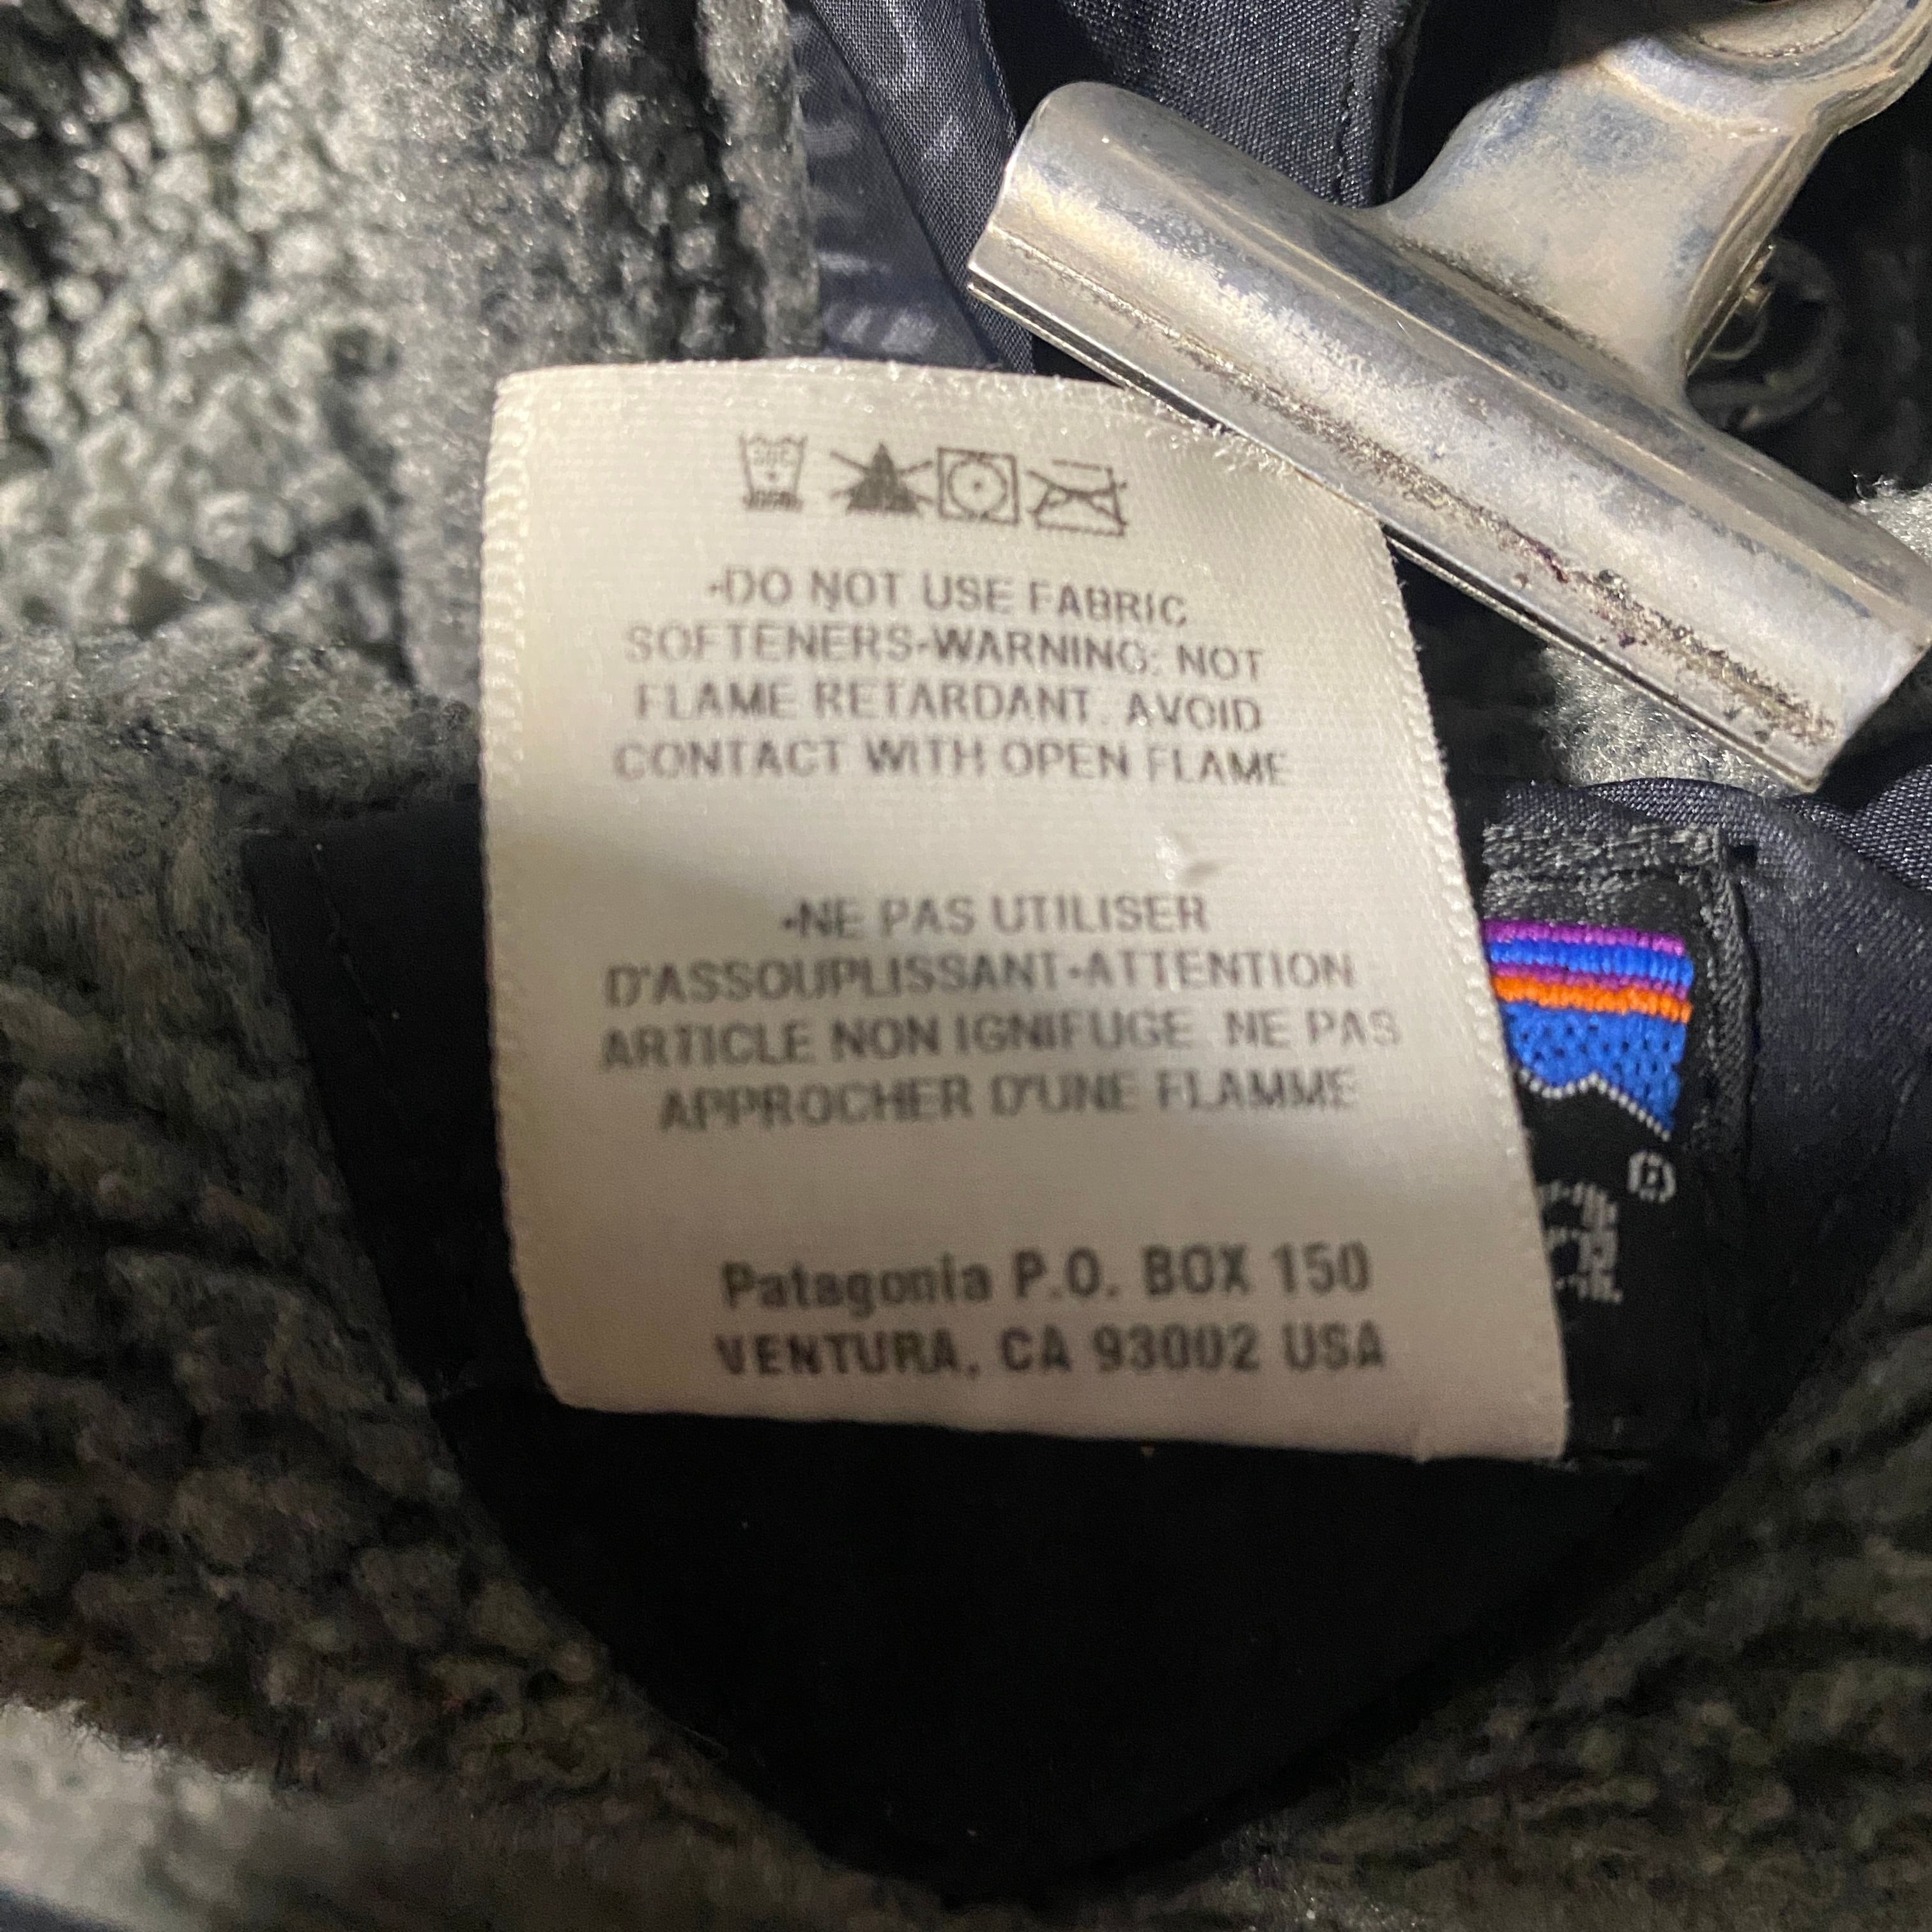 -DO NOT USE FABRIC
SOFTENERS-WARNING: NOT
FLAME RETARDANT. AVOID
CONTACT WITH OPEN FLAME
-NE PAS UTILISER
D'ASSOUPLISSANT-ATTENTION
ARTICLE NON IGNIFUGE. NE PAS
APPROCHER D'UNE FLAMME
Patagonia P.O. BOX 150
VENTURA, CA 93002 USA
®